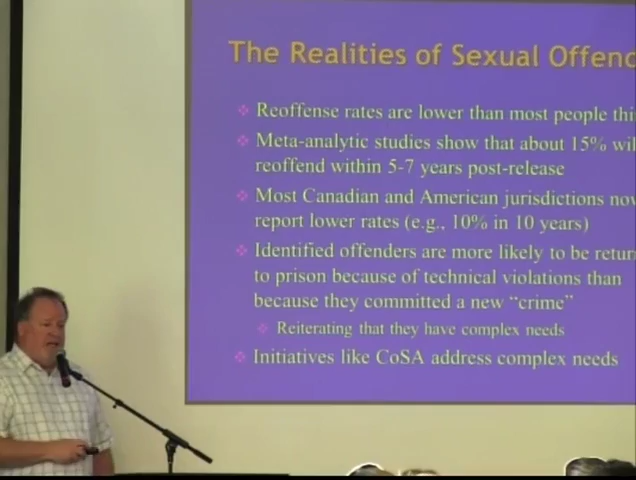 The Realities of Sexual Offenc
Reoffense rates are lower than most people thi
Meta-analytic studies show that about 15% wil
reoffend within 5-7 years post-release
Most Canadian and American jurisdictions now
report lower rates (e.g., 10% in 10 years)
Identified offenders are more likely to be retur
to prison because of technical violations than
because they committed a new “crime”
Reiterating that they have complex needs
Initiatives like CoSA address complex needs